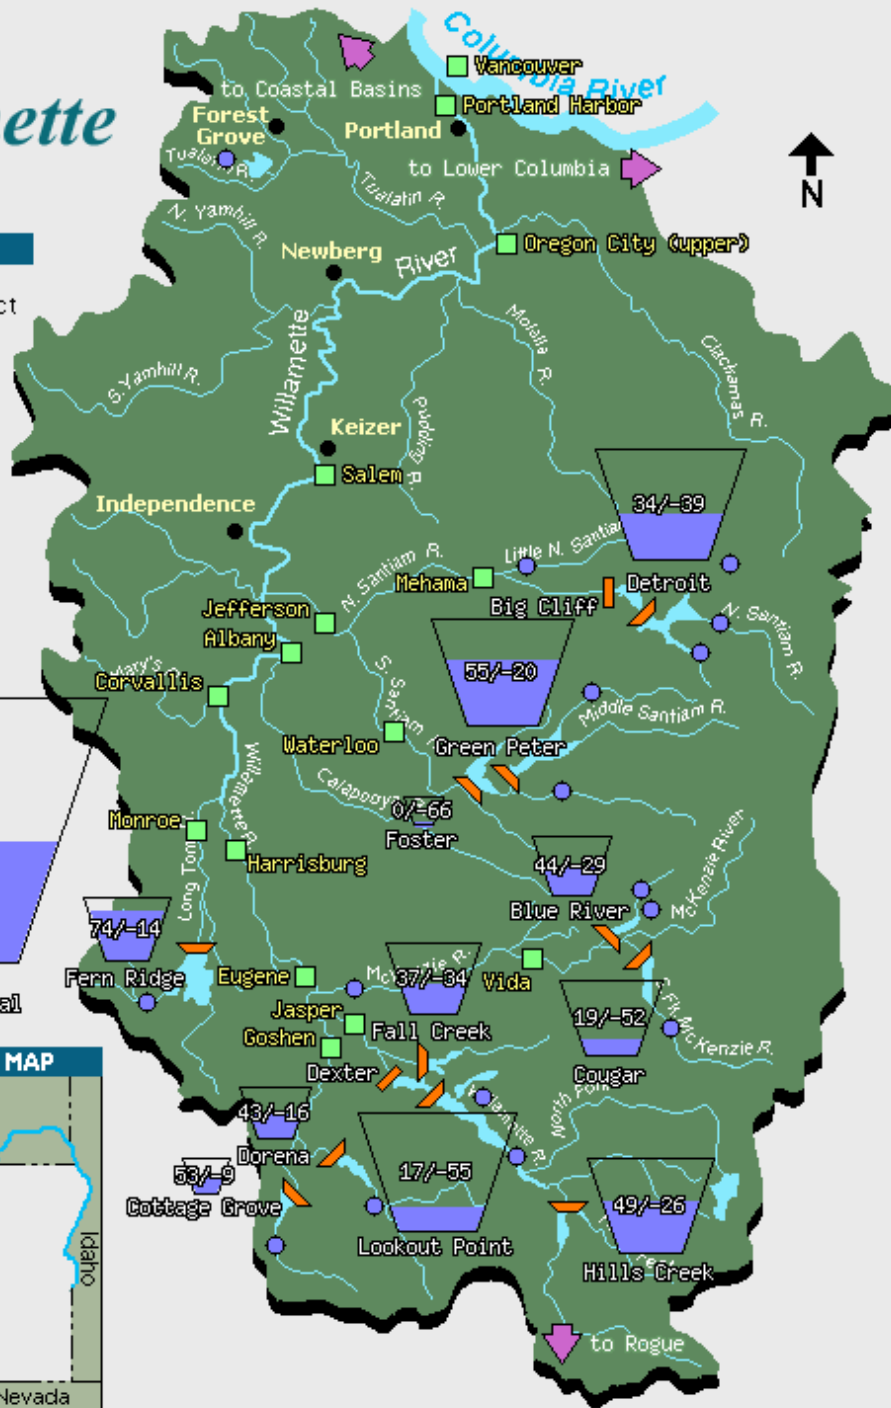 Columbia River
Vancouver
to Coastal Basins
Portland Harbor
Forest
Grove
Portland
ette
Tualatin R.
to Lower Columbia
N
Tualatin R.
N. Yamhill R.
Oregon City (upper)
Newberg
River
ct
Willamette
Molalla R.
Clackamas R.
S.Yamhill R.
Pudding R.
Keizer
Salem
Independence
34/-39
Little N. Santiam
N. Santiam R.
Mehama
Detroit
Big Cliff
Jefferson
N. Santiam R.
Albany
55/-20
Mary's
S. Santiam
Corvallis
Middle Santiam R.
Waterloo
Green Peter
Willamette R.
Calapooya
0/-66
Foster
Monroe
Harrisburg
44/-29
McKenzie River
Long Tom
Blue River
74/-14
Fern Ridge
McKenzie R.
37/-34
Eugene
Vida
al
Jasper
Fall Creek
19/-52
S. Fk. McKenzie R.
Goshen
MAP
Dexter
Cougar
43/-16
North Fork
Willamette R.
Dorena
17/-55
53/-9
Cottage Grove
49/-26
Idaho
Lookout Point
Hills Creek
to Rogue
Nevada